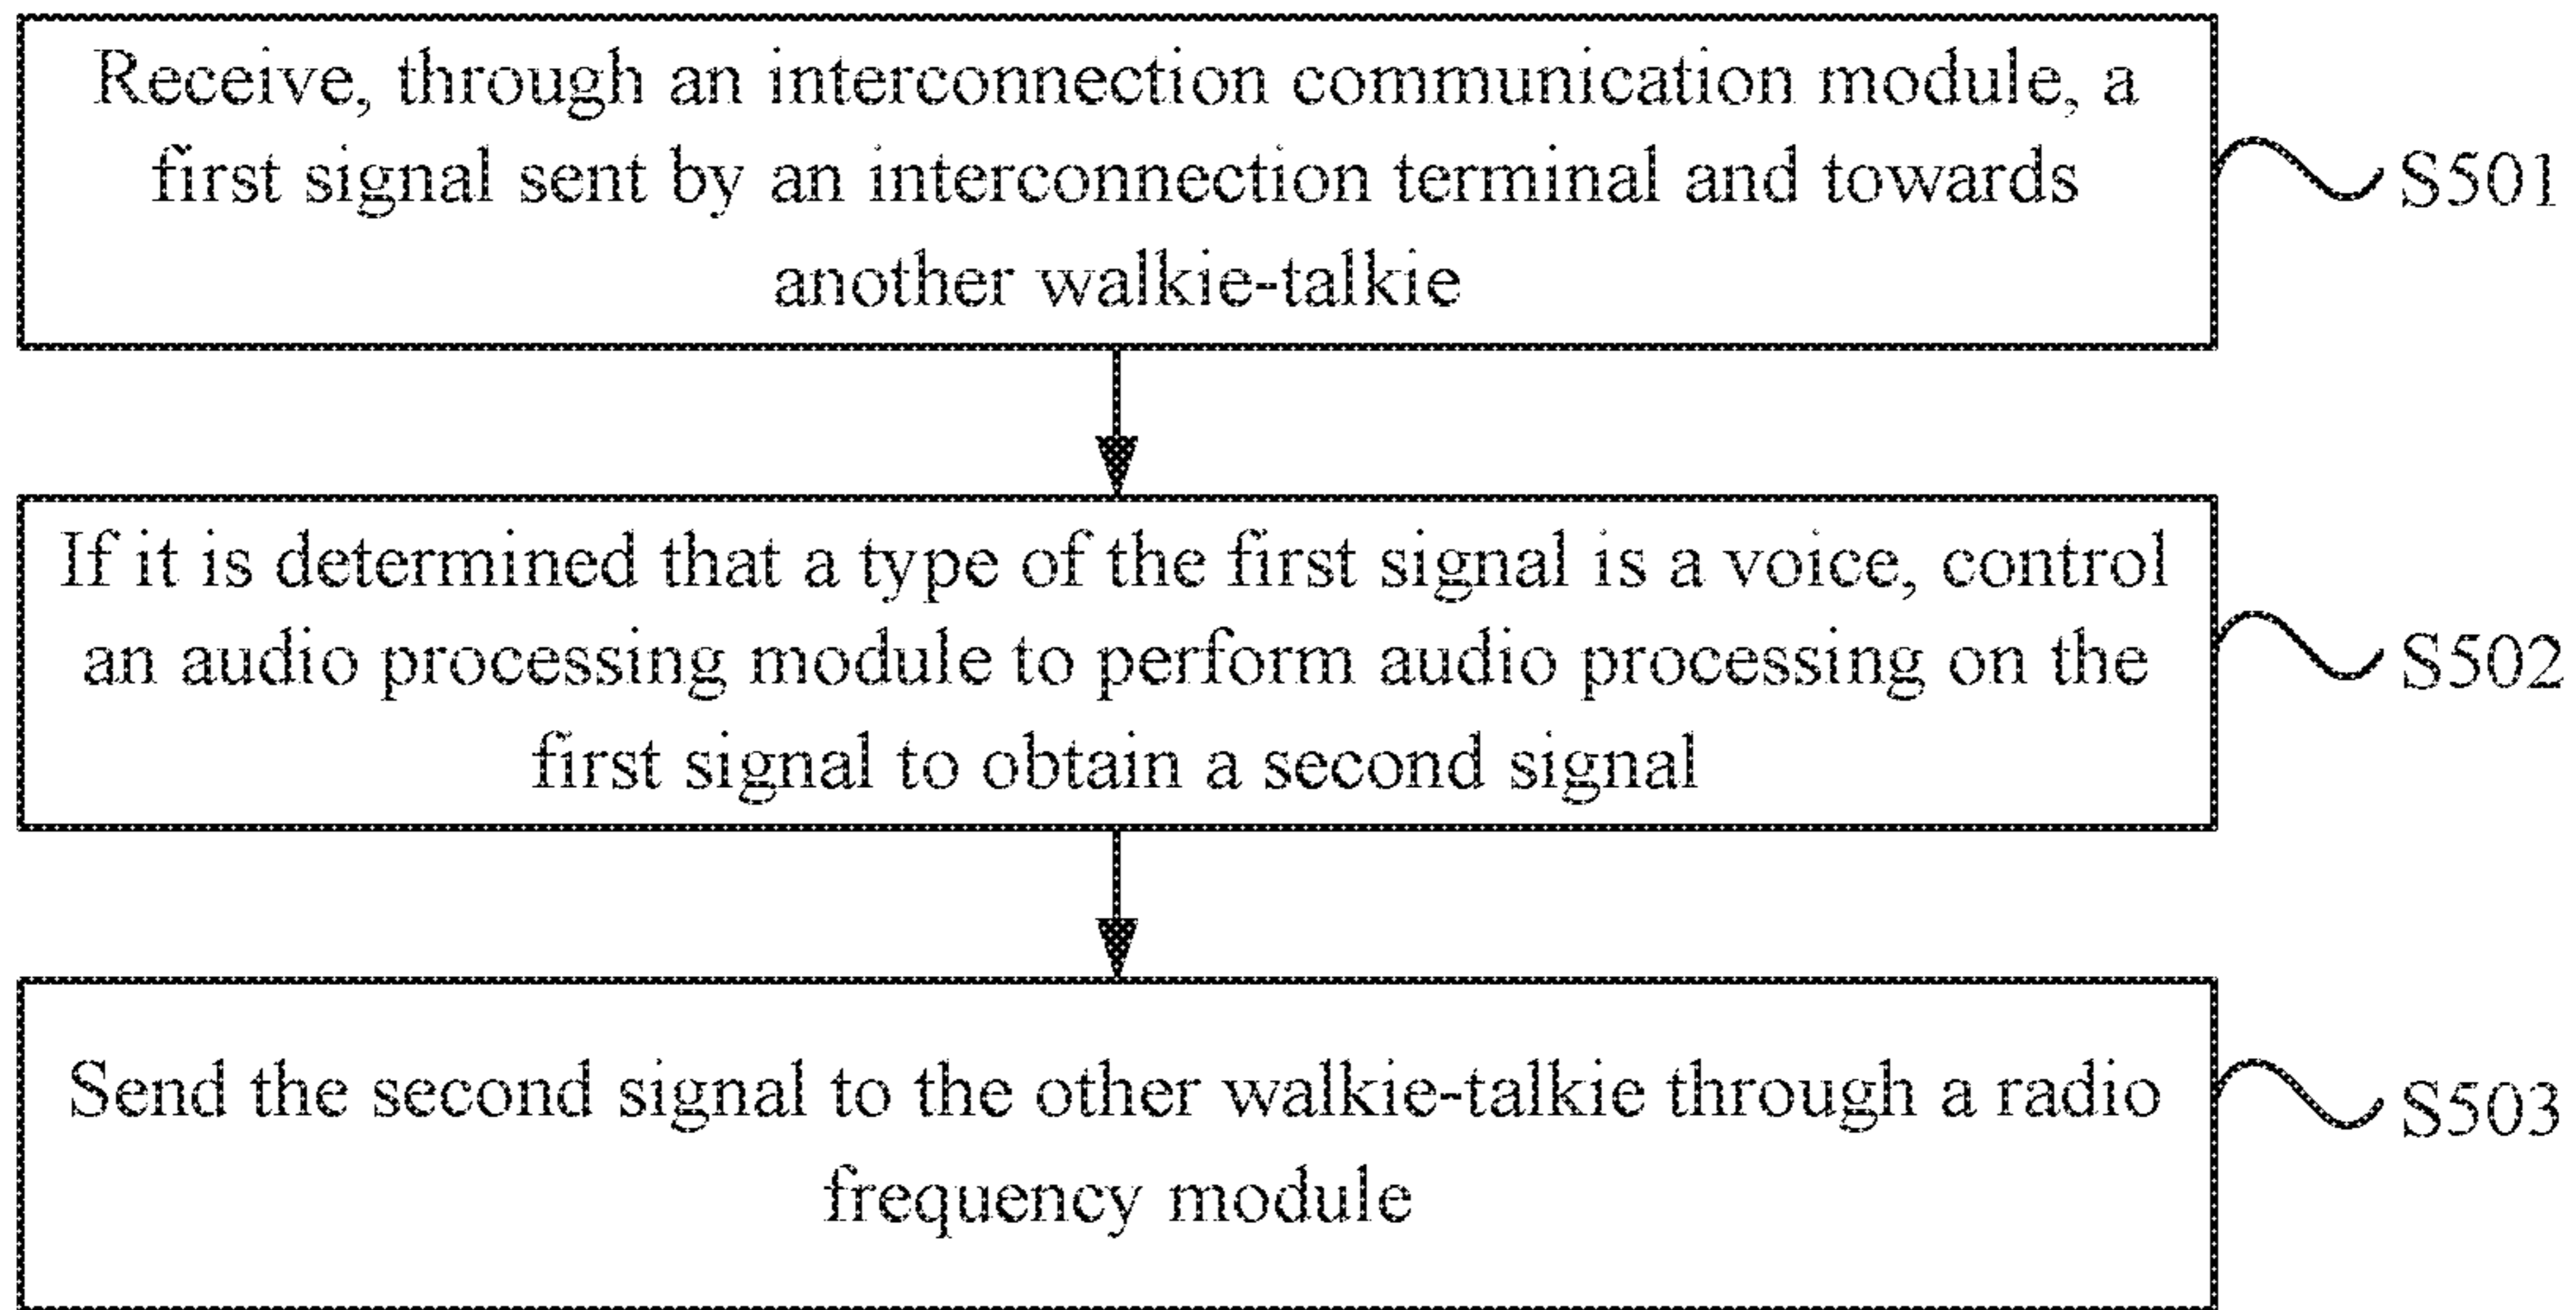 Receive, through an interconnection communication module, a
first signal sent by an interconnection terminal and towards
another walkie-talkie
S501
If it is determined that a type of the first signal is a voice, control
an audio processing module to perform audio processing on the
first signal to obtain a second signal
S502
Send the second signal to the other walkie-talkie through a radio
frequency module
S503